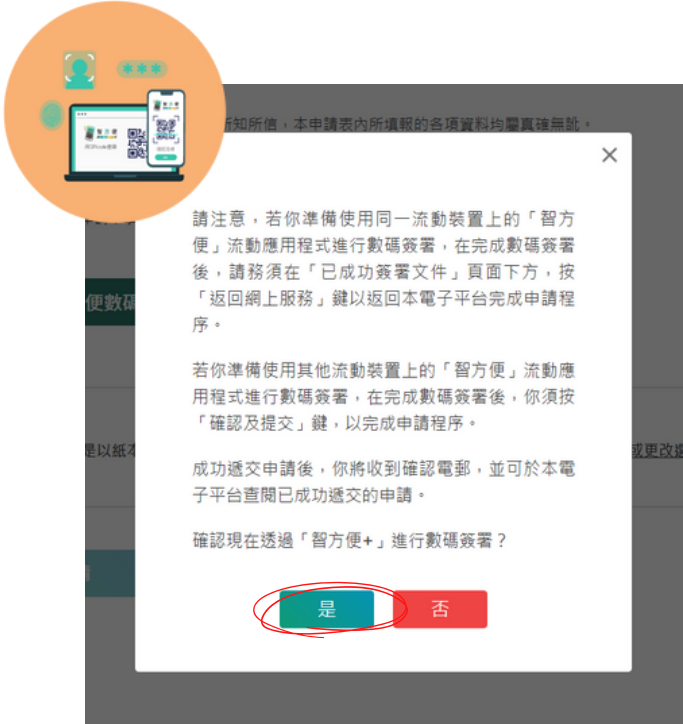 ***
智方便
智方便
所知所信，本申請表內所填報的各項資料均屬真確無訛。
×
請注意，若你準備使用同一流動裝置上的「智方
便」流動應用程式進行數碼簽署，在完成數碼簽署
後，請務須在「已成功簽署文件」頁面下方，按
「返回網上服務」鍵以返回本電子平台完成申請程
序。
便數碼
若你準備使用其他流動裝置上的「智方便」流動應
用程式進行數碼簽署，在完成數碼簽署後，你須按
「確認及提交」鍵，以完成申請程序。
是以紙本
或更改選
成功遞交申請後，你將收到確認電郵，並可於本電
子平台查閱已成功遞交的申請。
確認現在透過「智方便+」進行數碼簽署？
是
否